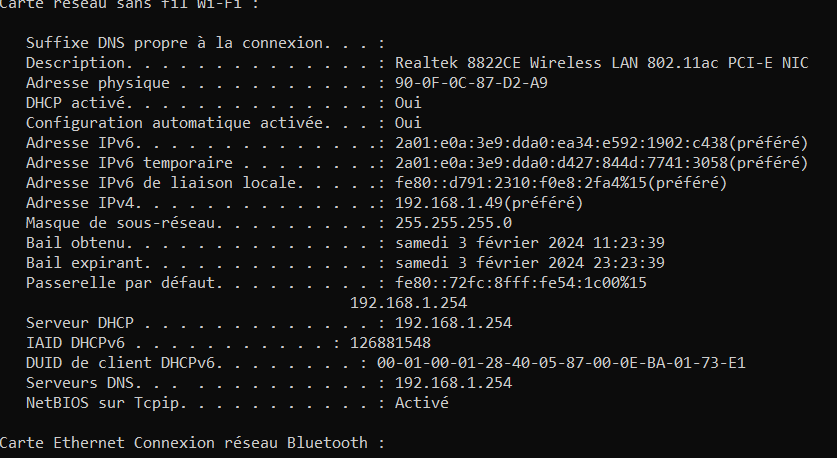 Carte réseau sans fil Wi-Fi :
Suffixe DNS propre à la connexion. . . :
Description. . . . . . . . . . . . . . : Realtek 8822CE Wireless LAN 802.11ac PCI-E NIC
Adresse physique . . . . . . . . . . . : 90-0F-0C-87-D2-A9
DHCP activé. . . . . . . . . . . . . . : Oui
Configuration automatique activée. . . : Oui
Adresse IPv6. . . . . . . . . . . . . .: 2a01:e0a:3e9:dda0:ea34:e592:1902:c438(préféré)
Adresse IPv6 temporaire . . . . . . . .: 2a01:e0a:3e9:dda0:d427:844d:7741:3058(préféré)
Adresse IPv6 de liaison locale. . . . .: fe80::d791:2310:f0e8:2fa4%15(préféré)
Adresse IPv4. . . . . . . . . . . . . .: 192.168.1.49(préféré)
Masque de sous-réseau. . . . . . . . . : 255.255.255.0
Bail obtenu. . . . . . . . . . . . . . : samedi 3 février 2024 11:23:39
Bail expirant. . . . . . . . . . . . . : samedi 3 février 2024 23:23:39
Passerelle par défaut. . . . . . . . . : fe80::72fc:8fff:fe54:1c00%15
192.168.1.254
Serveur DHCP . . . . . . . . . . . . . : 192.168.1.254
IAID DHCPv6 . . . . . . . . . . . : 126881548
DUID de client DHCPv6. . . . . . . . : 00-01-00-01-28-40-05-87-00-0E-BA-01-73-E1
Serveurs DNS. . . . . . . . . . . . . : 192.168.1.254
NetBIOS sur Tcpip. . . . . . . . . . . : Activé
Carte Ethernet Connexion réseau Bluetooth :